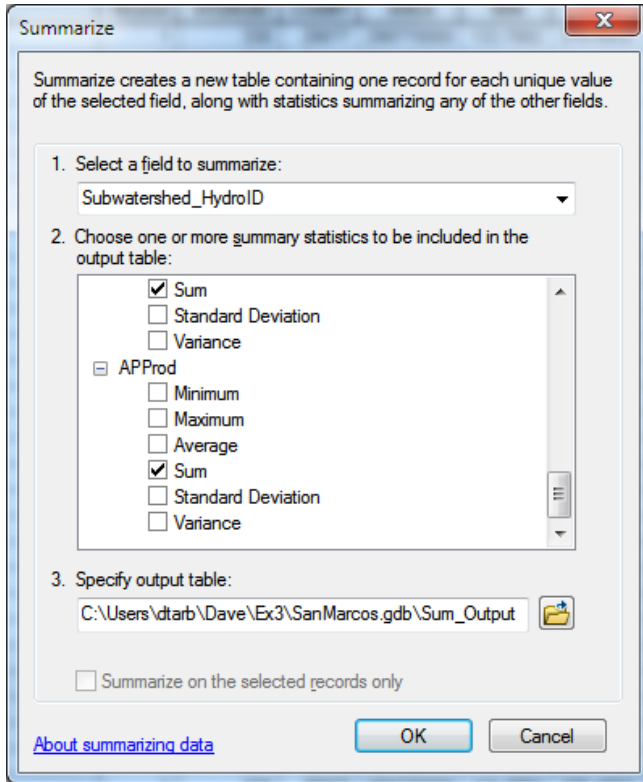 Summarize
Summarize creates a new table containing one record for each unique value
of the selected field, along with statistics summarizing any of the other fields.
1. Select a field to summarize:
Subwatershed_HydroID
2. Choose one or more summary statistics to be included in the
output table:
Sum
Standard Deviation
Variance
APProd
Minimum
Maximum
Average
Sum
Standard Deviation
Variance
3. Specify output table:
C:\Users\dtarb\Dave\Ex3\SanMarcos.gdb\Sum_Output
Summarize on the selected records only
About summarizing data
OK
Cancel